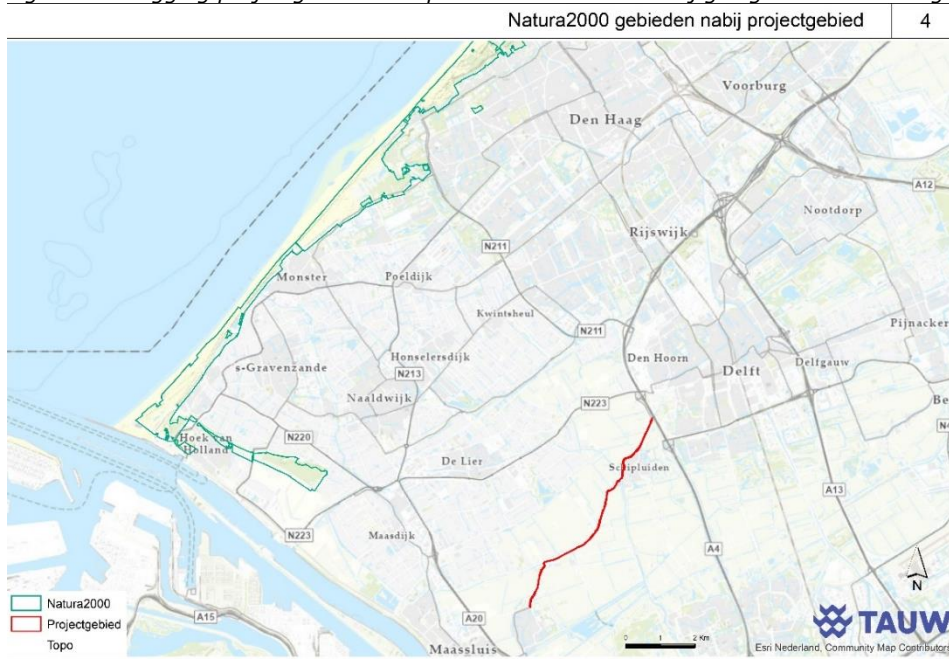 Natura2000 gebieden nabij projectgebied 4
Voorburg
Den Haag
A12
Nootdorp
Rijswijk
N211
Monster
Poeldijk
Kwintsheul
N211
Pijnacker
Den Hoorn
Honselersdijk
Delft
Delfgauw
s-Gravenzande
N213
Naaldwijk
N223
Hoek van
Holland
N220
De Lier
Schipluiden
A13
N223
Maasdijk
A4
N
Natura2000
Projectgebied
Topo
A15
A20
Maassluis
0 1 2 Km
TAUW
Esri Nederland, Community Map Contributor